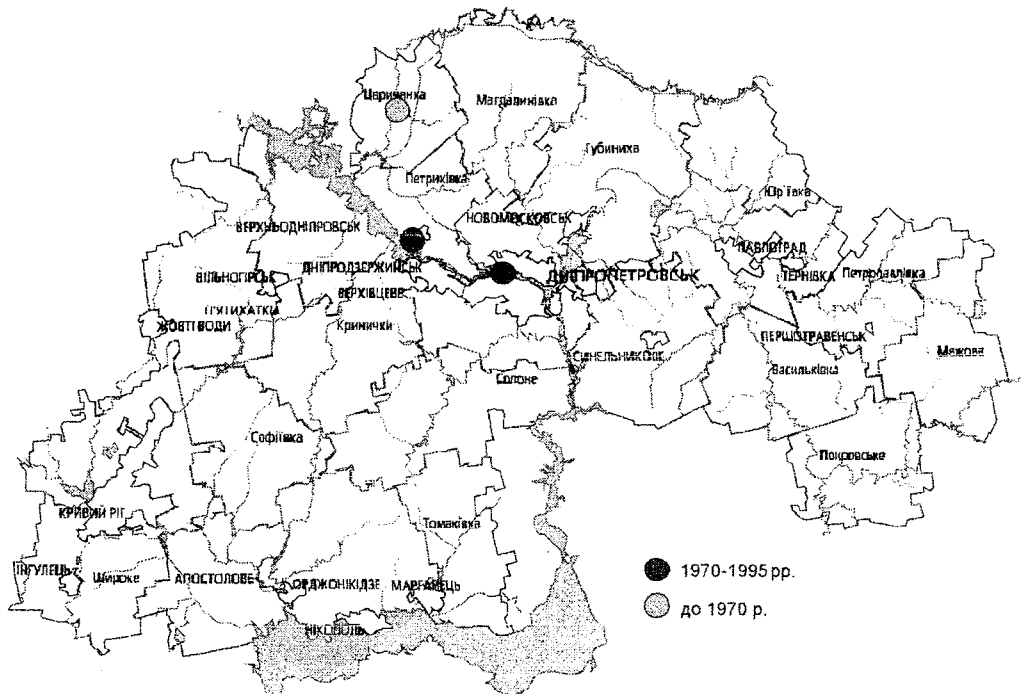 Царичанка
Магдалинівка
Губиниха
Петриківка
Юр'ївка
НОВОМОСКОВСЬК
ВЕРХНЬОДНІПРОВСЬК
ПАВЛОГРАД
ДНІПРОДЗЕРЖИНСЬК
ДНІПРОПЕТРОВСЬК
ТЕРНІВКА
Петропавлівка
ВІЛЬНОГІРСЬК
ВЕРХІВЦЕВЕ
П'ЯТИХАТКИ
ЖОВТІ ВОДИ
Кринички
ПЕРШОТРАВЕНСЬК
СИНЕЛЬНИКОВЕ
Межова
Васильківка
Солоне
Софіївка
Покровське
КРИВИЙ РІГ
Томаківка
ІНГУЛЕЦЬ
Широке
АПОСТОЛОВЕ
ОРДЖОНІКІДЗЕ
МАРГАНЕЦЬ
НІКОПОЛЬ
1970-1995 рр.
до 1970 р.